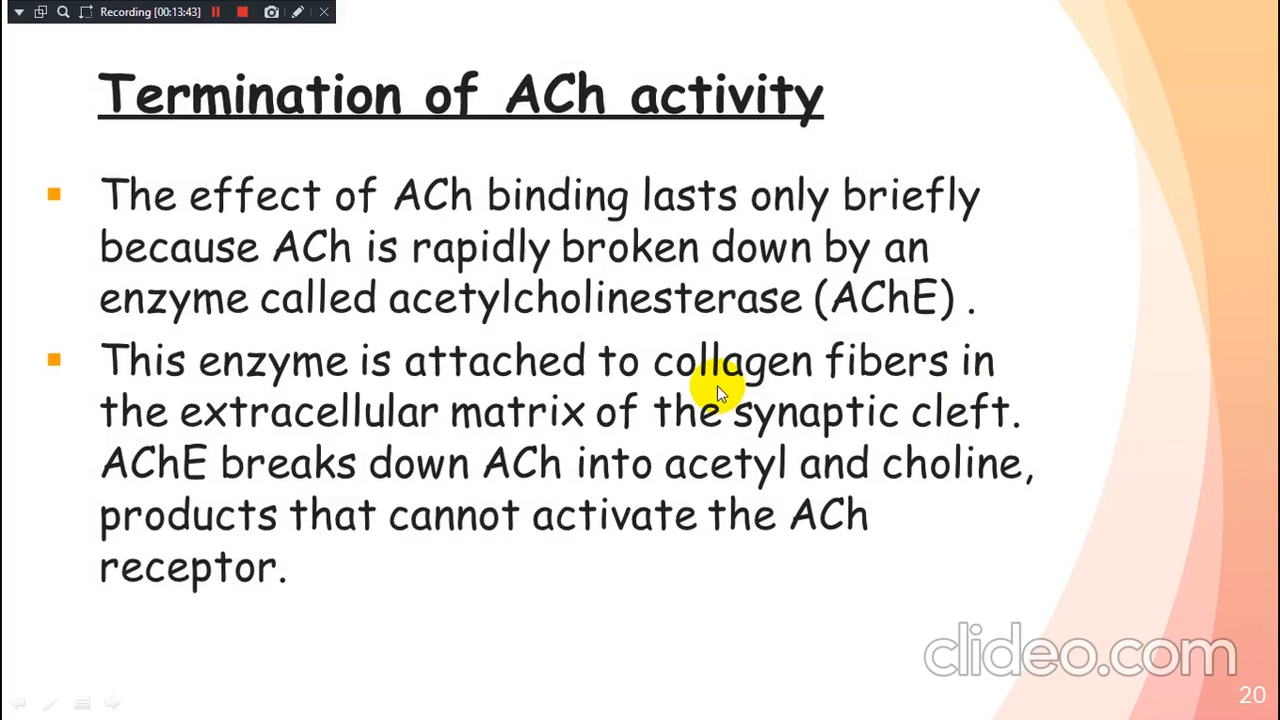 Recording [00:13:43]
Termination of ACh activity
The effect of ACh binding lasts only briefly
because ACh is rapidly broken down by an
enzyme called acetylcholinesterase (AChE) .
This enzyme is attached to collagen fibers in
the extracellular matrix of the synaptic cleft.
AChE breaks down ACh into acetyl and choline,
products that cannot activate the ACh
receptor.
clideo.com
20